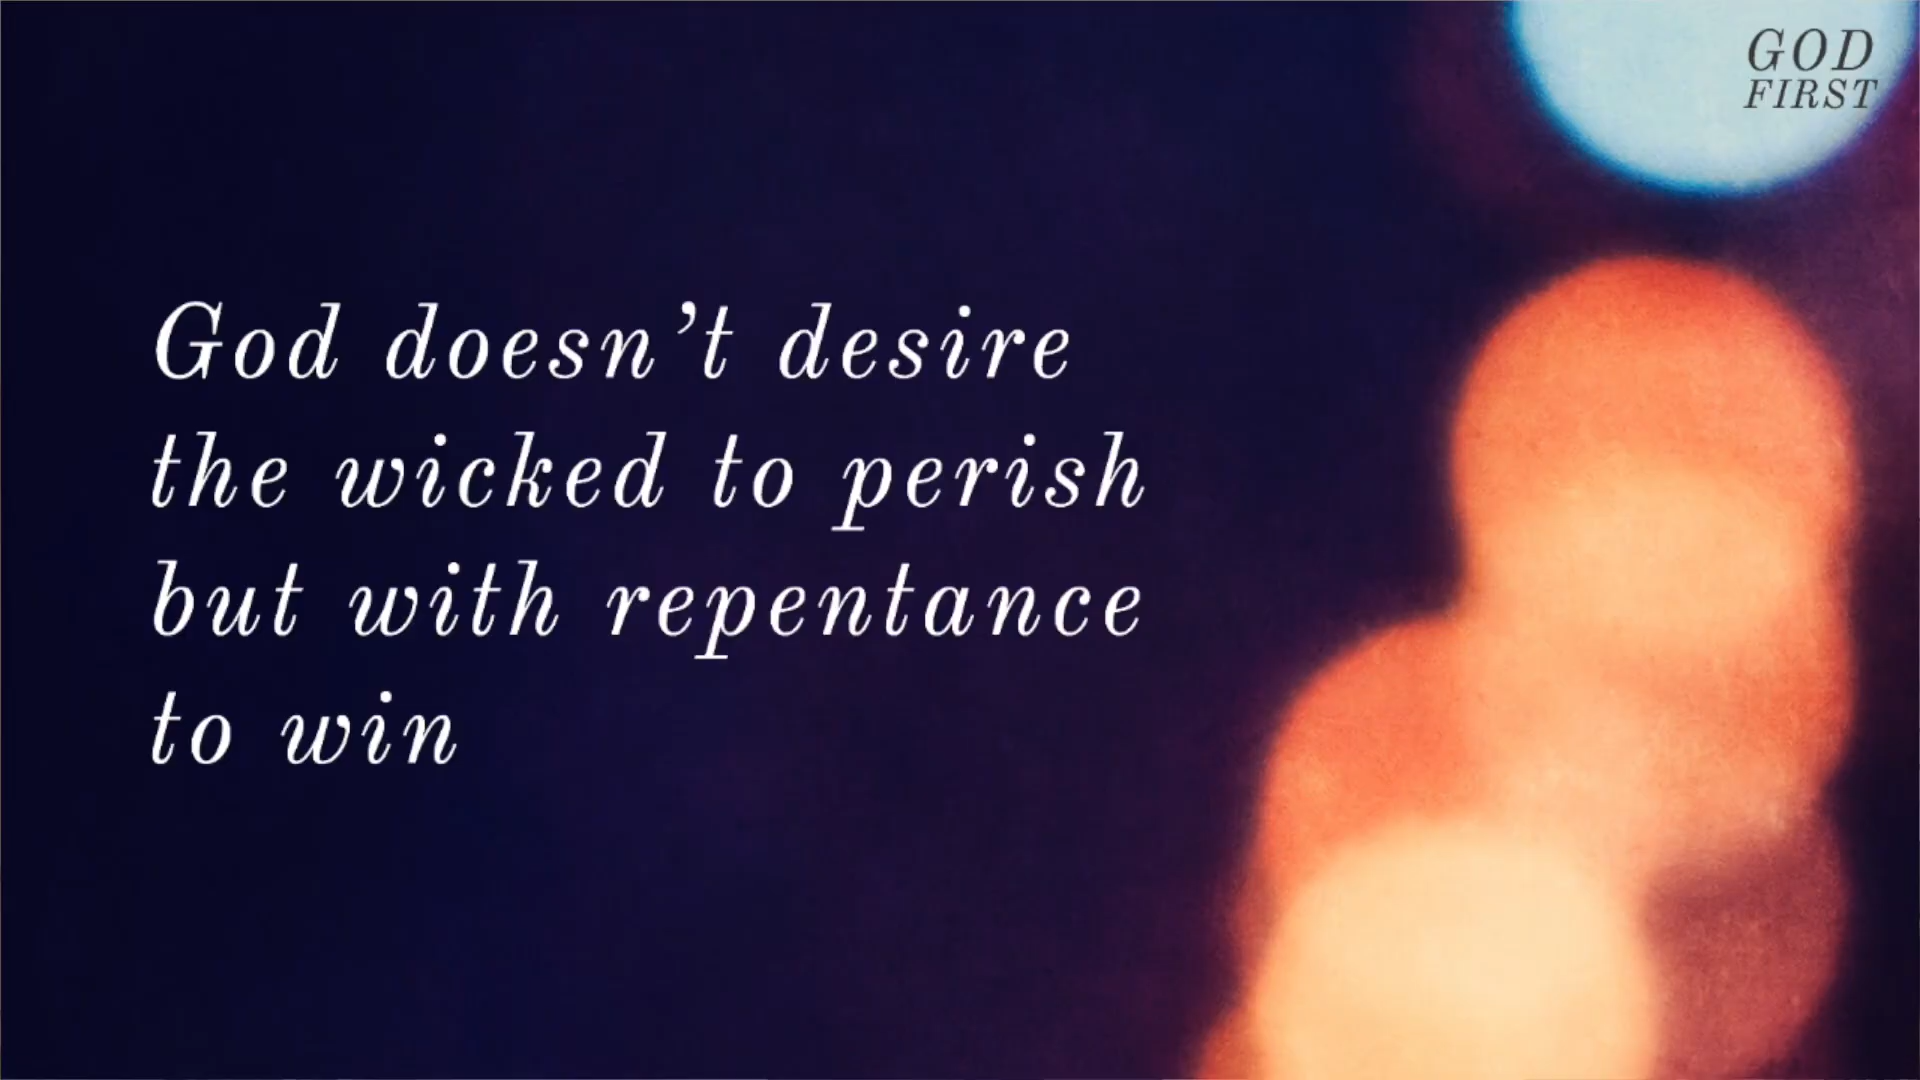 GOD
FIRST
God doesn’t desire
the wicked to perish
but with repentance
to win